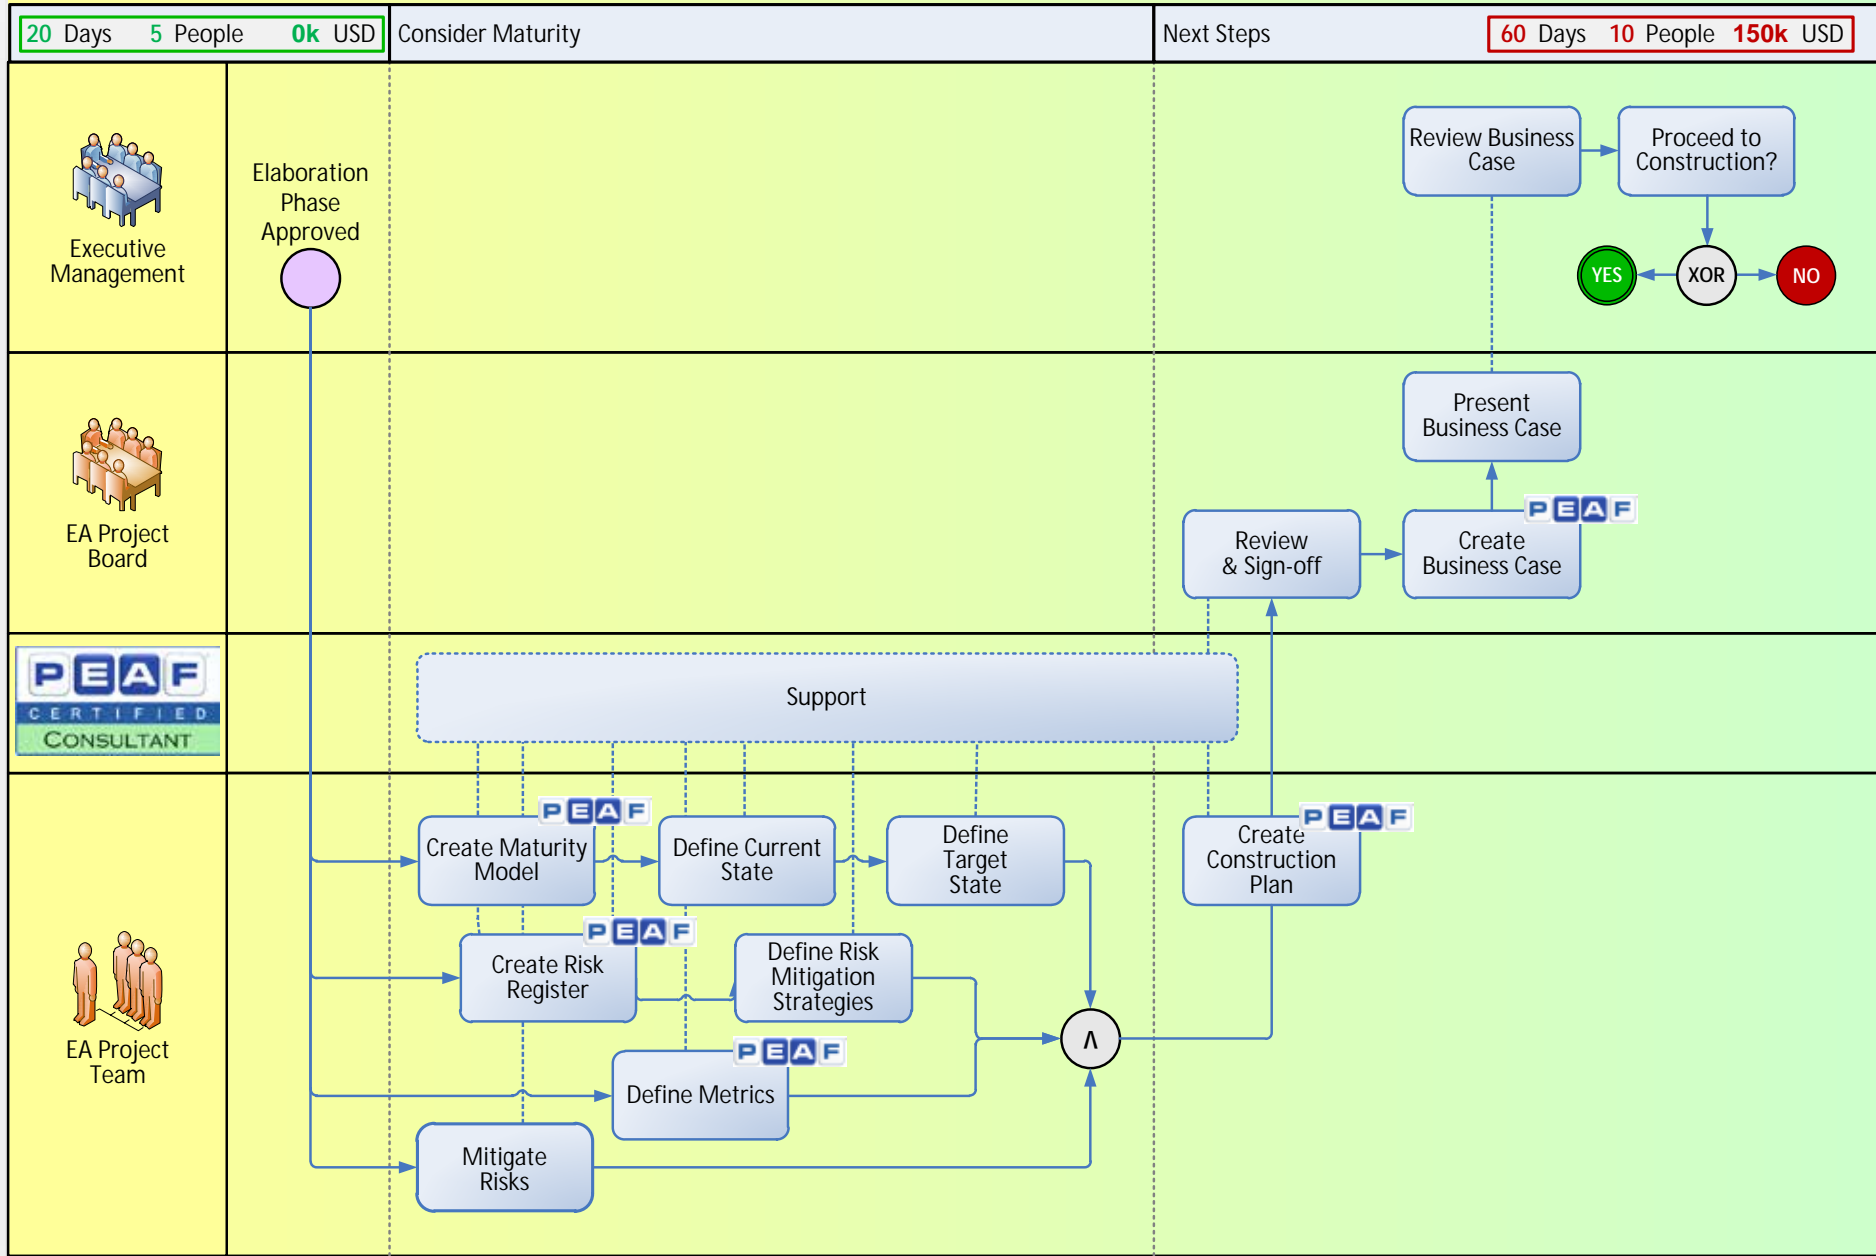 20 Days 5 People 0k USD
Consider Maturity
Next Steps
60 Days 10 People 150k USD
Executive
Management
Elaboration
Phase
Approved
Review Business
Case
Proceed to
Construction?
YES
XOR
NO
EA Project
Board
Present
Business Case
Review
& Sign-off
PEAF
Create
Business Case
PEAF
CERTIFIED
CONSULTANT
Support
EA Project
Team
PEAF
Create Maturity
Model
Define Current
State
Define
Target
State
PEAF
Create
Construction
Plan
PEAF
Create Risk
Register
Define Risk
Mitigation
Strategies
Λ
PEAF
Define Metrics
Mitigate
Risks